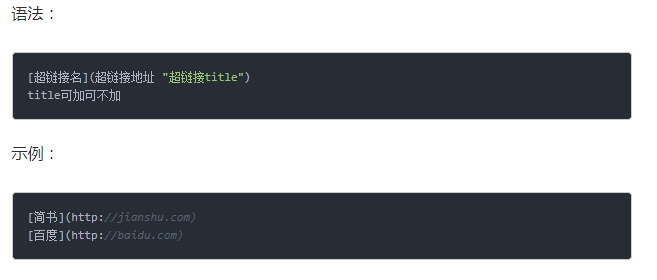 语法：
[超链接名](超链接地址 "超链接title")
title可加可不加
示例：
[简书](http://jianshu.com)
[百度](http://baidu.com)